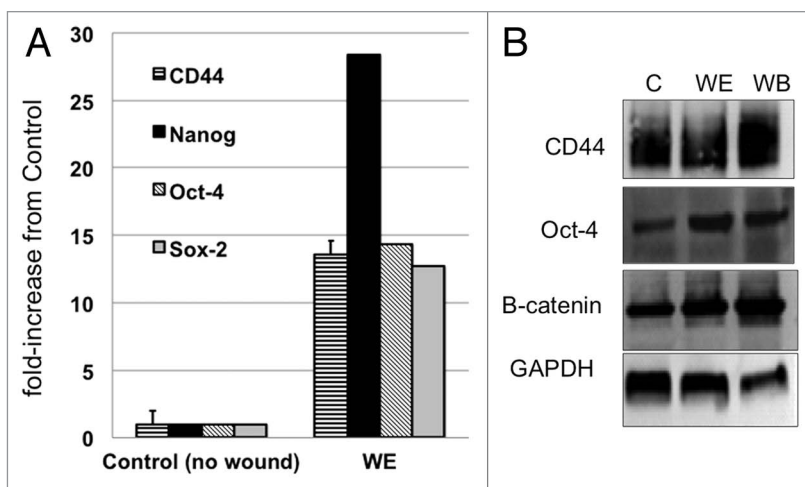 A
fold-increase from Control
30
25
20
15
10
5
0
CD44
Nanog
Oct-4
Sox-2
Control (no wound)
WE
B
C WE WB
CD44
Oct-4
B-catenin
GAPDH